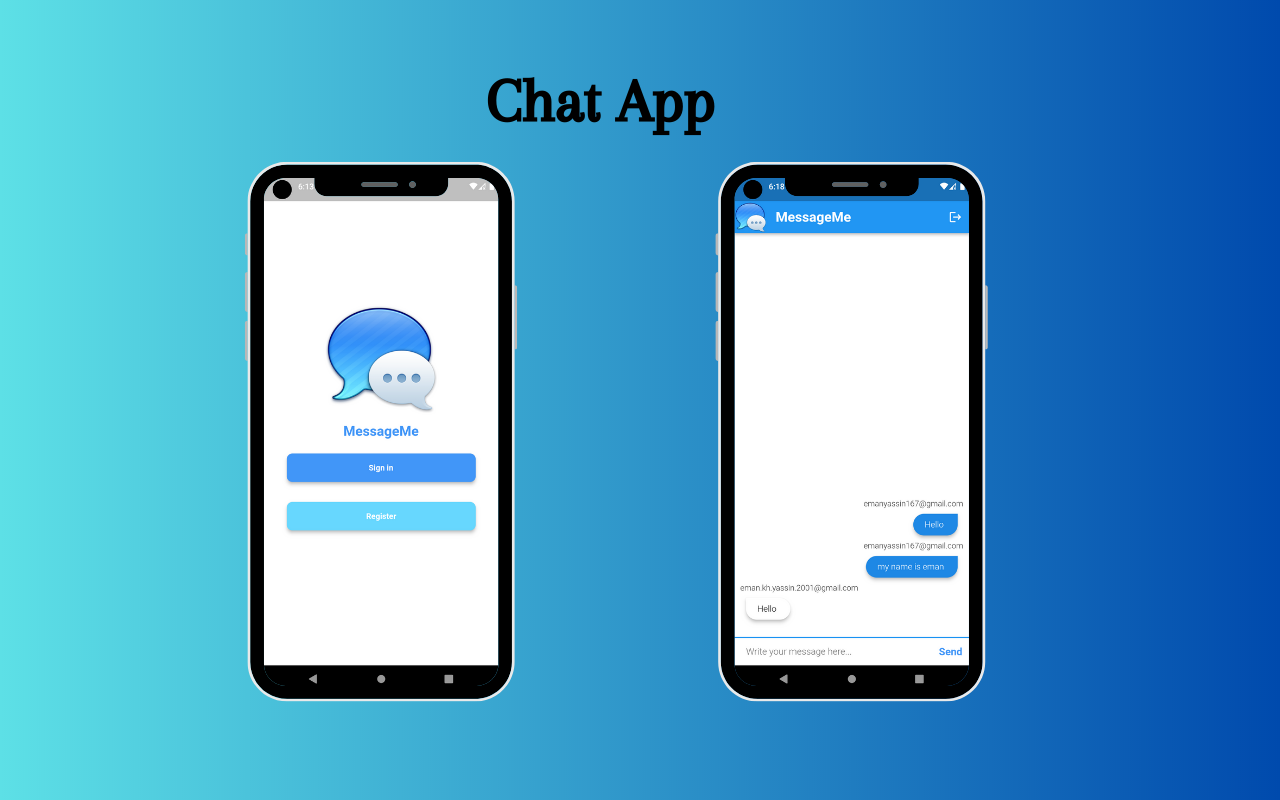 Chat App
6:13
MessageMe
Sign in
Register
6:18
MessageMe
emanyassin167@gmail.com
Hello
emanyassin167@gmail.com
my name is eman
eman.kh.yassin.2001@gmail.com
Hello
Write your message here...
Send